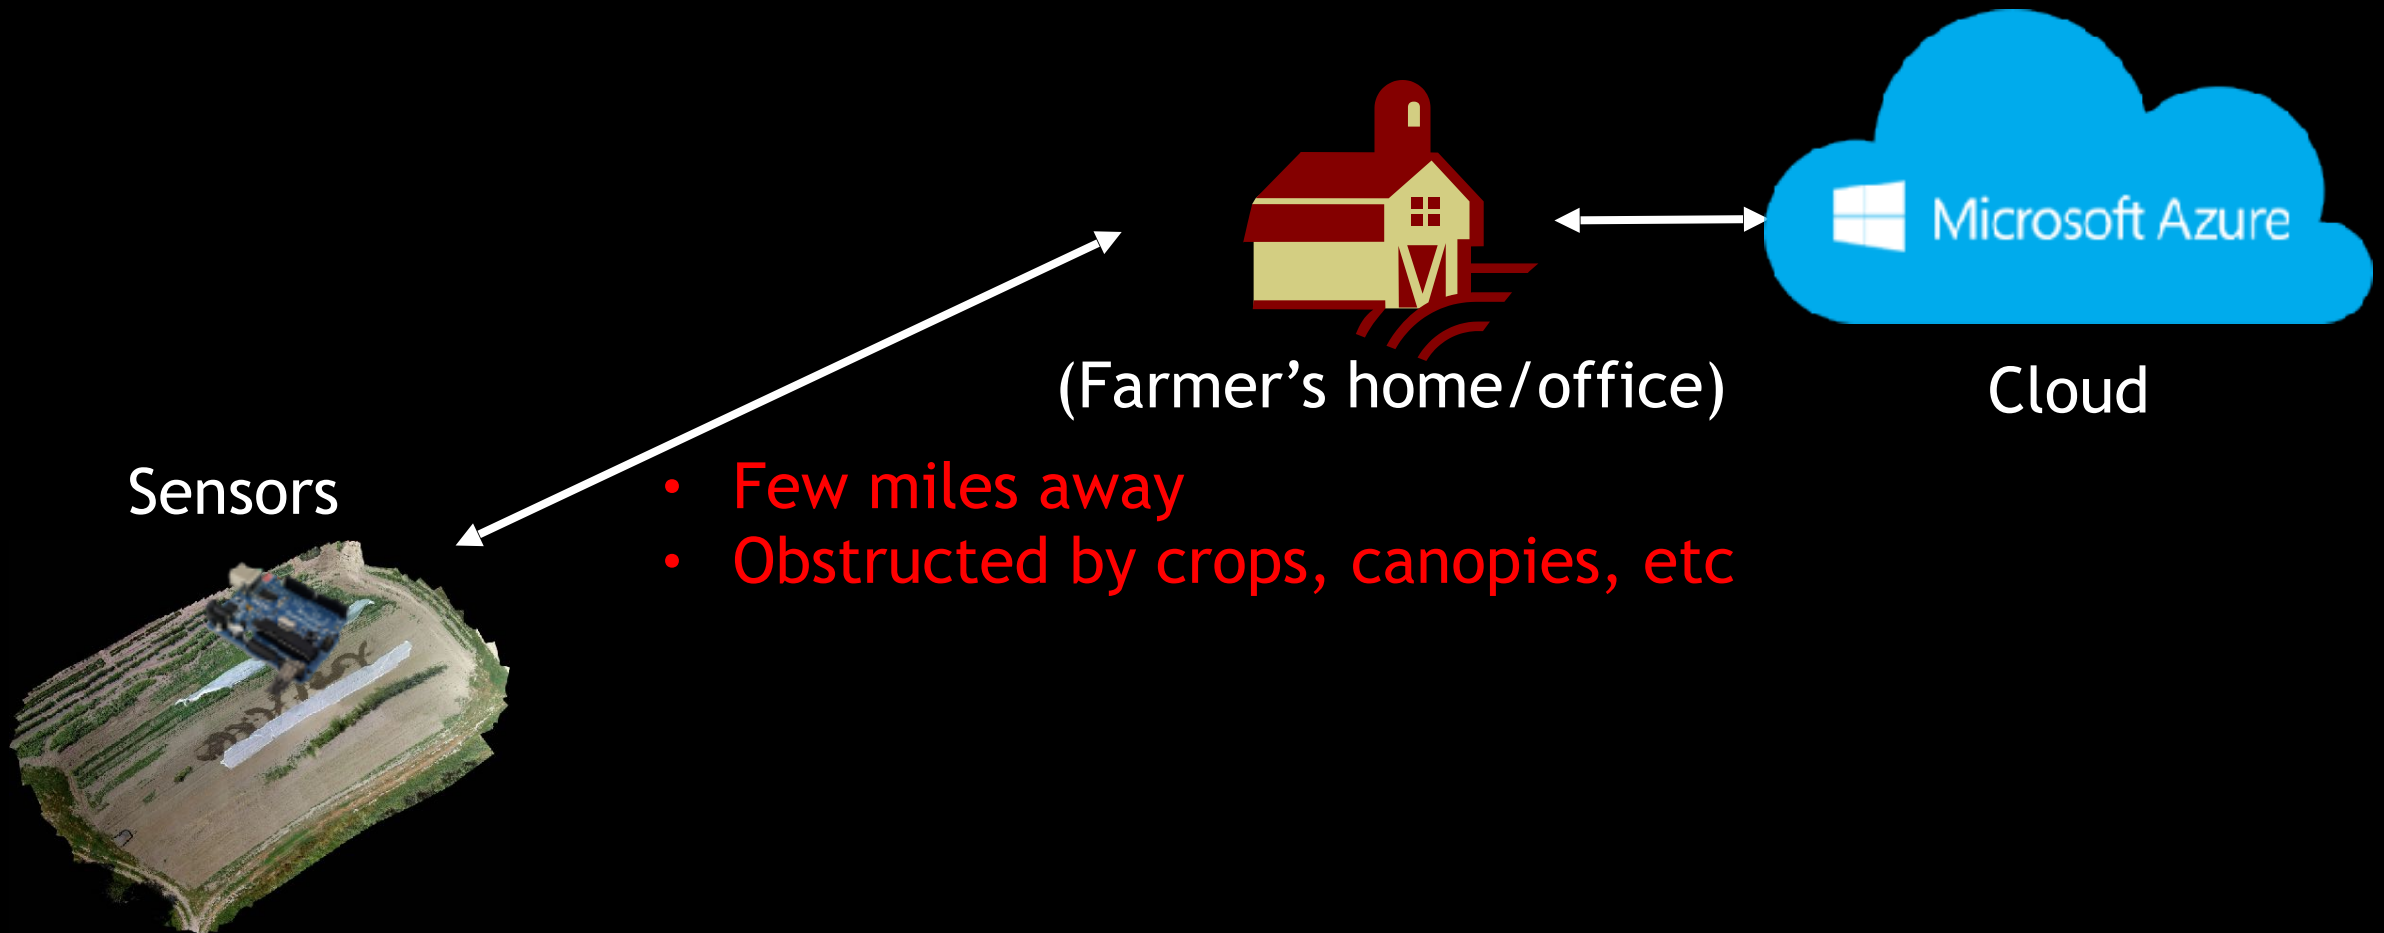 Microsoft Azure
(Farmer’s home/office)
Cloud
Sensors
• Few miles away
• Obstructed by crops, canopies, etc